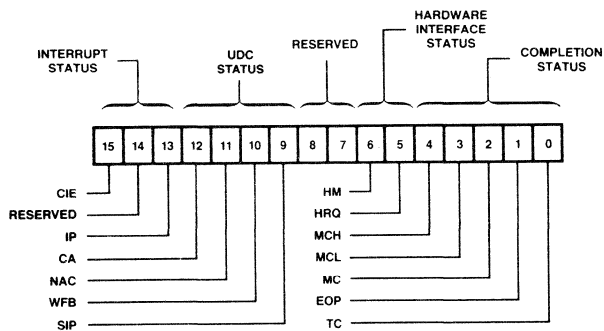 INTERRUPT
STATUS
UDC
STATUS
RESERVED
HARDWARE
INTERFACE
STATUS
COMPLETION
STATUS
15 14 13 12 11 10 9 8 7 6 5 4 3 2 1 0
CIE
RESERVED
IP
CA
NAC
WFB
SIP
HM
HRQ
MCH
MCL
MC
EOP
TC